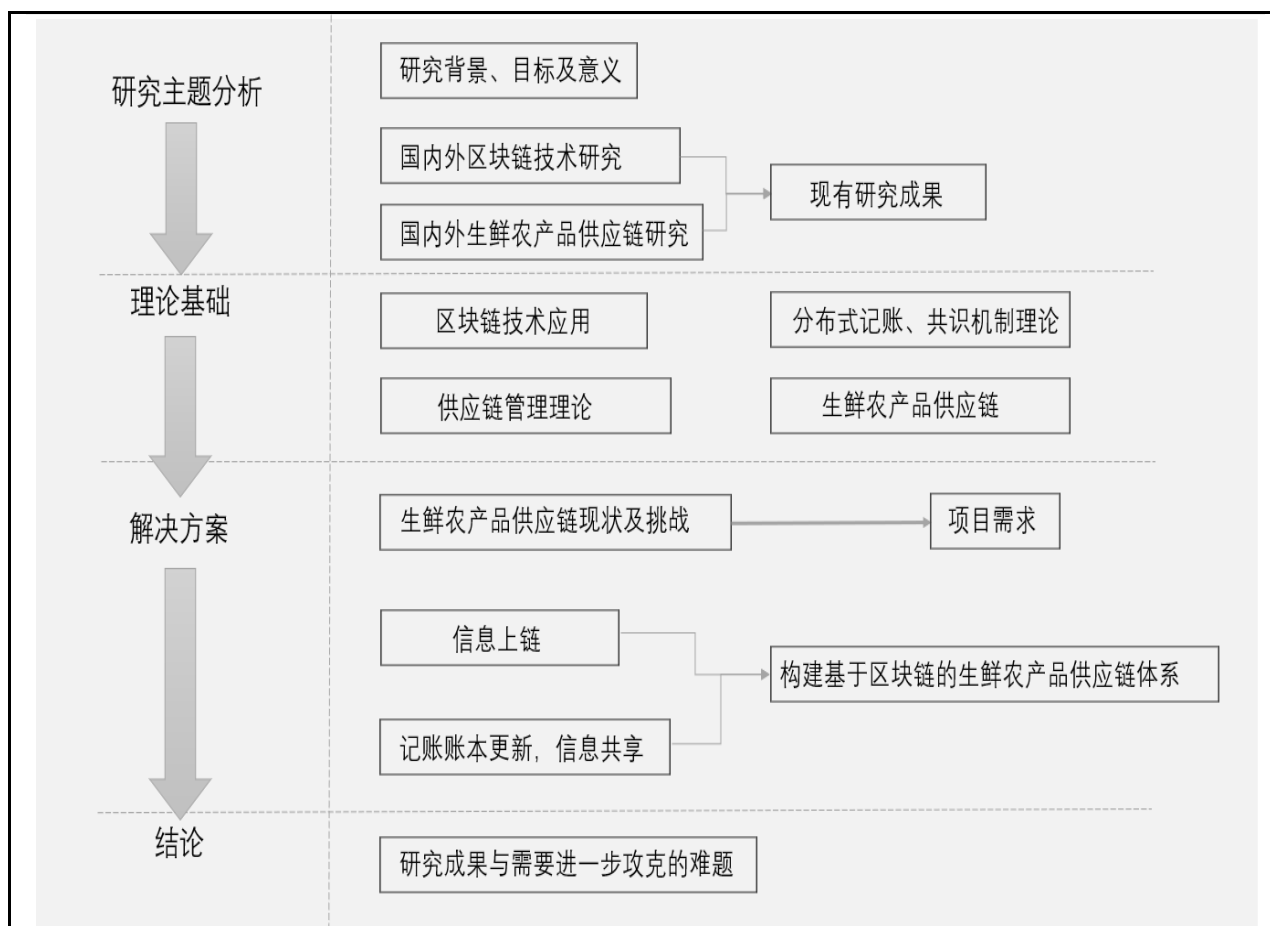 研究主题分析
研究背景、目标及意义
国内外区块链技术研究
国内外生鲜农产品供应链研究
现有研究成果
理论基础
区块链技术应用
分布式记账、共识机制理论
供应链管理理论
生鲜农产品供应链
解决方案
生鲜农产品供应链现状及挑战
项目需求
信息上链
记账账本更新，信息共享
构建基于区块链的生鲜农产品供应链体系
结论
研究成果与需要进一步攻克的难题